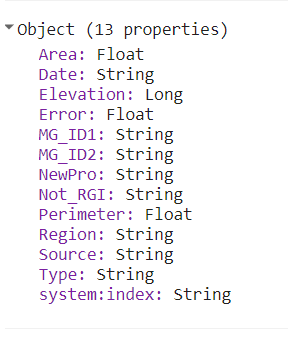 Object (13 properties)
Area: Float
Date: String
Elevation: Long
Error: Float
MG_ID1: String
MG_ID2: String
NewPro: String
Not_RGI: String
Perimeter: Float
Region: String
Source: String
Type: String
system:index: String